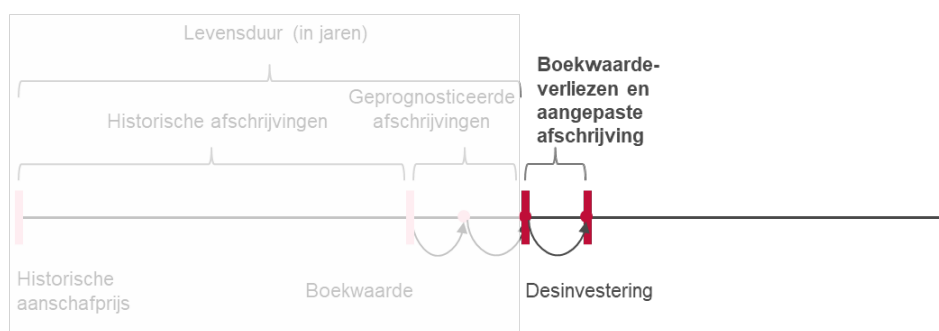 Levensduur (in jaren)
Boekwaarde-
verliezen en
aangepaste
afschrijving
Geprognosticeerde
afschrijvingen
Historische afschrijvingen
Historische
aanschafprijs
Boekwaarde
Desinvestering